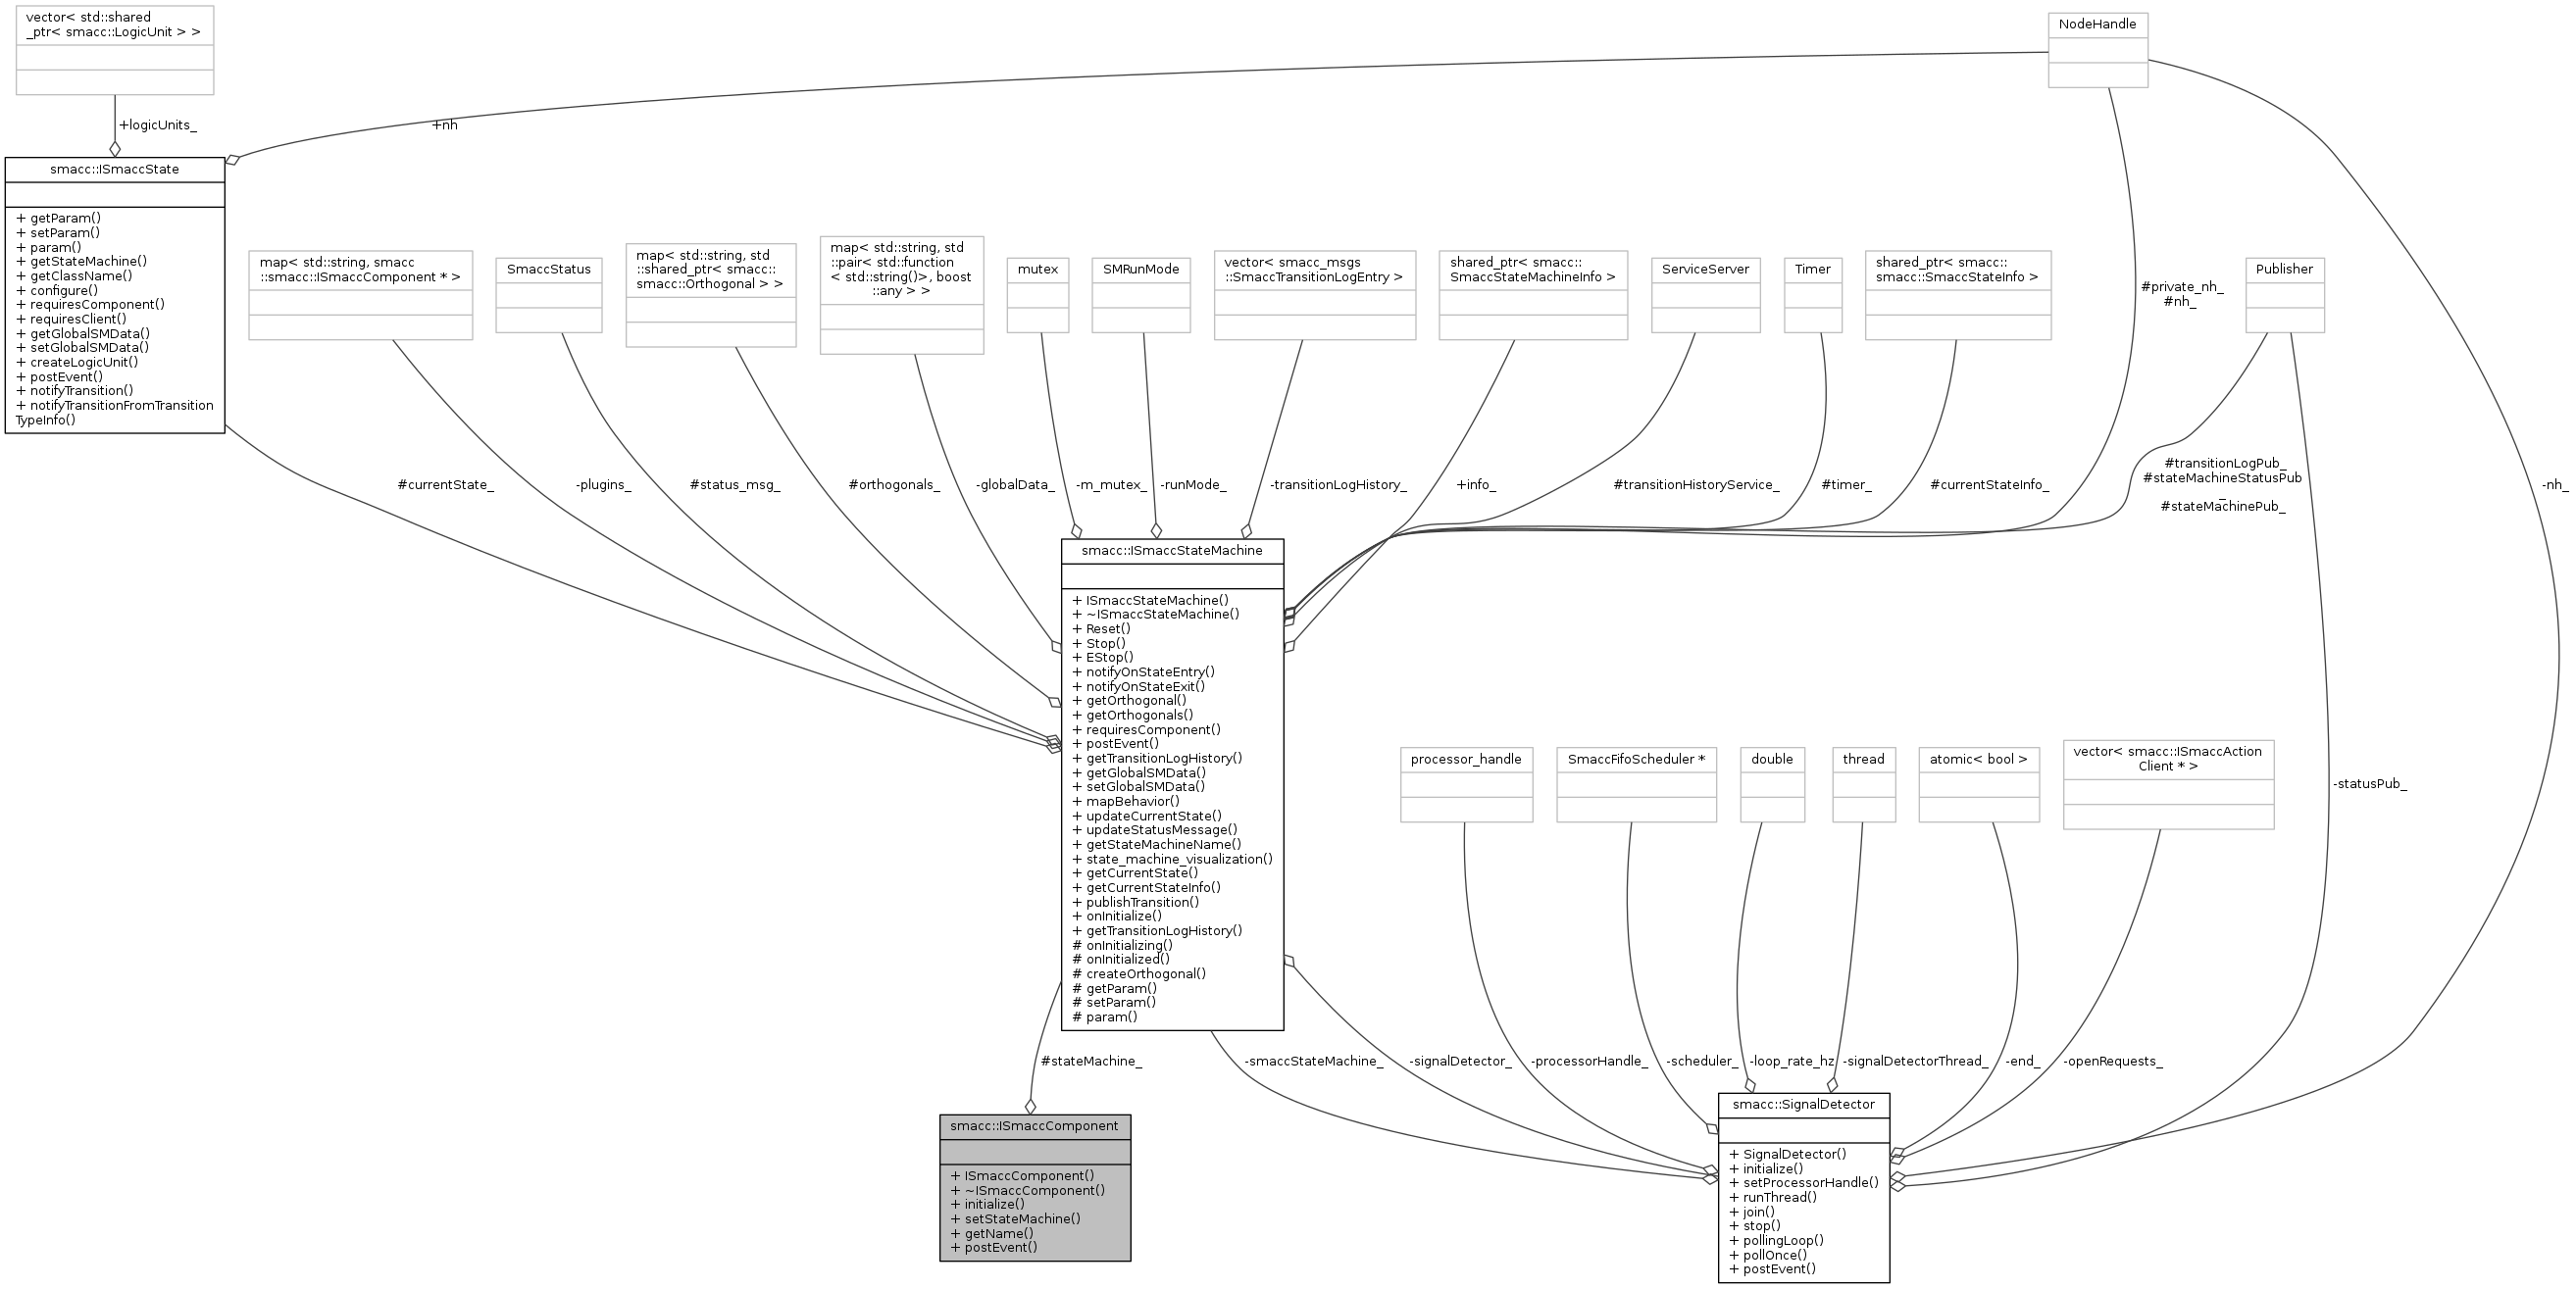 vector< std::shared
_ptr< smacc::LogicUnit > >
NodeHandle
+logicUnits_
+nh
smacc::ISmaccState
+ getParam()
+ setParam()
+ param()
+ getStateMachine()
+ getClassName()
+ configure()
+ requiresComponent()
+ requiresClient()
+ getGlobalSMData()
+ setGlobalSMData()
+ createLogicUnit()
+ postEvent()
+ notifyTransition()
+ notifyTransitionFromTransition
TypeInfo()
map< std::string, smacc
::smacc::ISmaccComponent * >
SmaccStatus
map< std::string, std
::shared_ptr< smacc::
smacc::Orthogonal > >
map< std::string, std
::pair< std::function
< std::string()>, boost
::any > >
mutex
SMRunMode
vector< smacc_msgs
::SmaccTransitionLogEntry >
shared_ptr< smacc::
SmaccStateMachineInfo >
ServiceServer
Timer
shared_ptr< smacc::
smacc::SmaccStateInfo >
#private_nh_
#nh_
Publisher
#currentState_
-plugins_
#status_msg_
#orthogonals_
-globalData_
-m_mutex_
-runMode_
-transitionLogHistory_
+info_
#transitionHistoryService_
#timer_
#currentStateInfo_
#transitionLogPub_
#stateMachineStatusPub
_
#stateMachinePub_
-nh_
smacc::ISmaccStateMachine
+ ISmaccStateMachine()
+ ~ISmaccStateMachine()
+ Reset()
+ Stop()
+ EStop()
+ notifyOnStateEntry()
+ notifyOnStateExit()
+ getOrthogonal()
+ getOrthogonals()
+ requiresComponent()
+ postEvent()
+ getTransitionLogHistory()
+ getGlobalSMData()
+ setGlobalSMData()
+ mapBehavior()
+ updateCurrentState()
+ updateStatusMessage()
+ getStateMachineName()
+ state_machine_visualization()
+ getCurrentState()
+ getCurrentStateInfo()
+ publishTransition()
+ onInitialize()
+ getTransitionLogHistory()
# onInitializing()
# onInitialized()
# createOrthogonal()
# getParam()
# setParam()
# param()
processor_handle
SmaccFifoScheduler *
double
thread
atomic< bool >
vector< smacc::ISmaccAction
Client * >
-statusPub_
#stateMachine_
-smaccStateMachine_
-signalDetector_
-processorHandle_
-scheduler_
-loop_rate_hz
-signalDetectorThread_
-end_
-openRequests_
smacc::ISmaccComponent
+ ISmaccComponent()
+ ~ISmaccComponent()
+ initialize()
+ setStateMachine()
+ getName()
+ postEvent()
smacc::SignalDetector
+ SignalDetector()
+ initialize()
+ setProcessorHandle()
+ runThread()
+ join()
+ stop()
+ pollingLoop()
+ pollOnce()
+ postEvent()